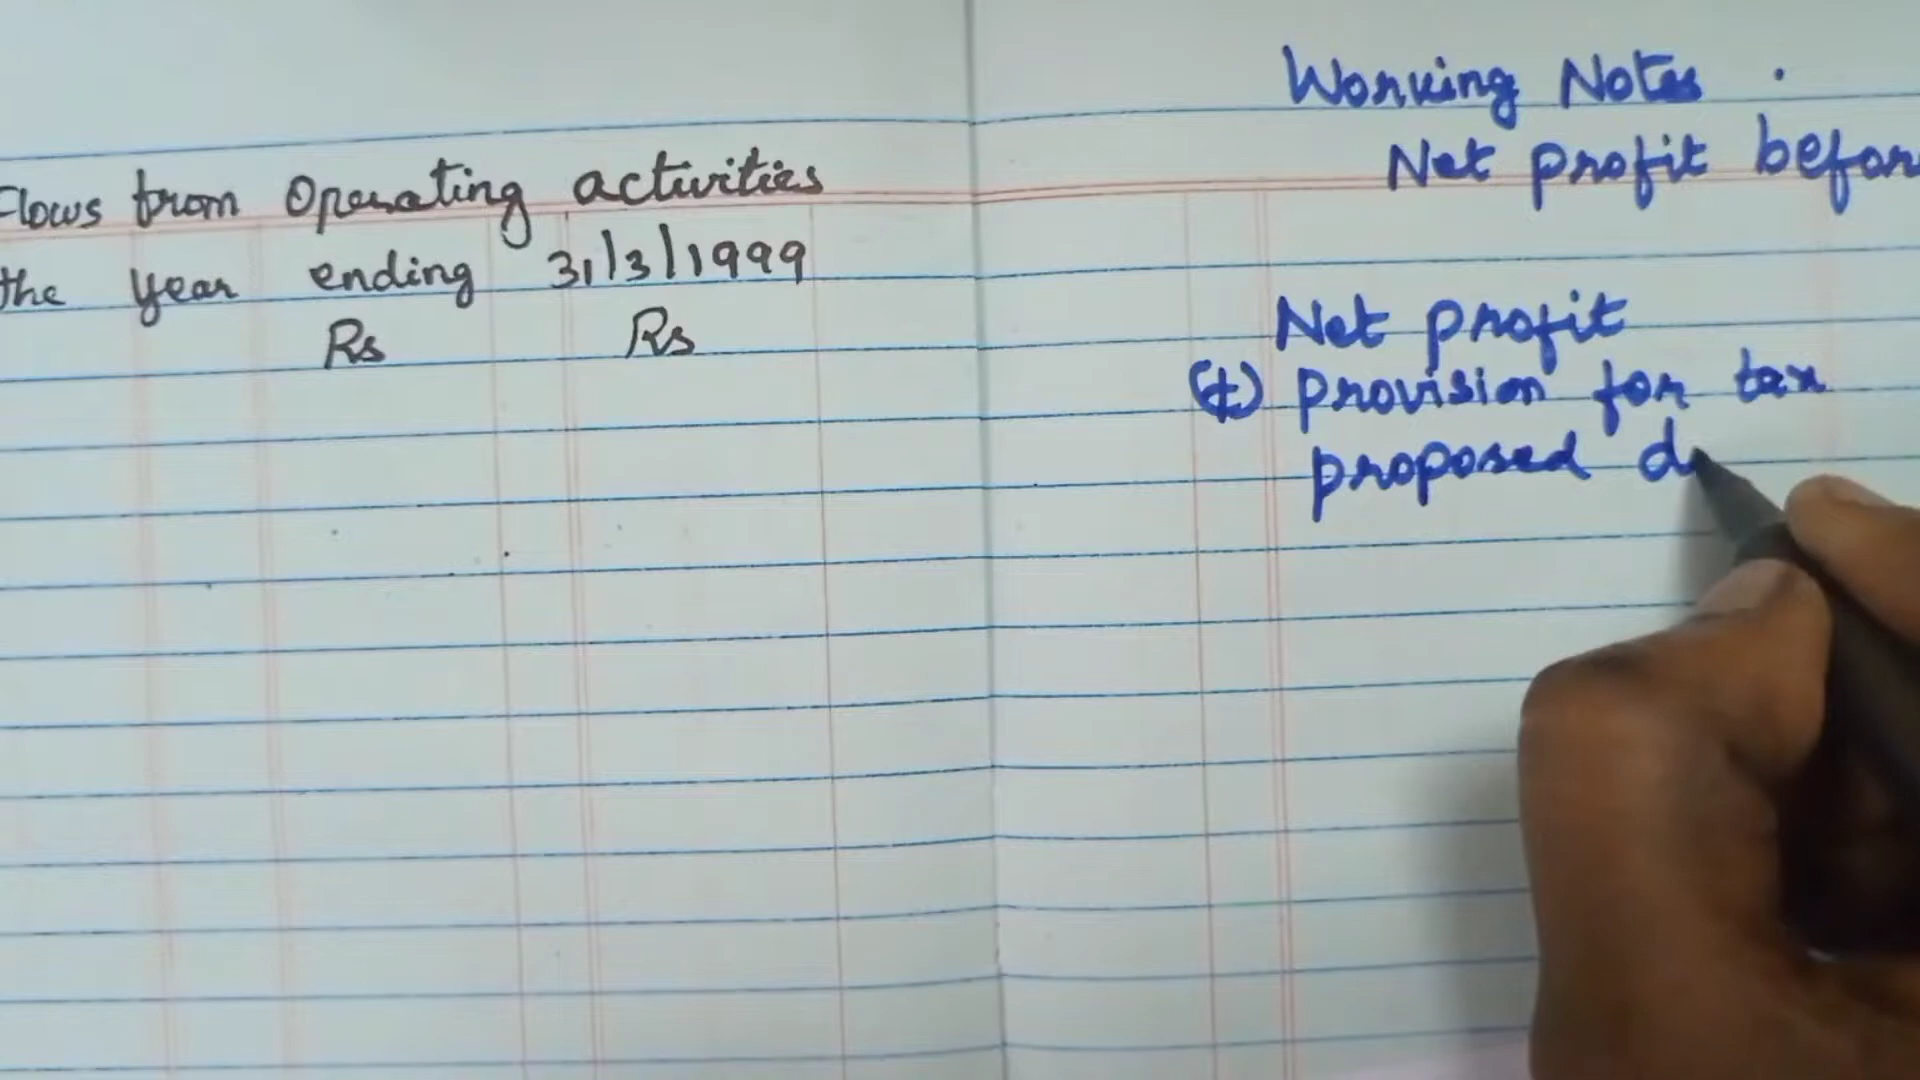 Flows from Operating activities
the year ending 31/3/1999
Rs Rs
Working Notes .
Net profit befor
Net profit
(+) provision for tax
proposed d